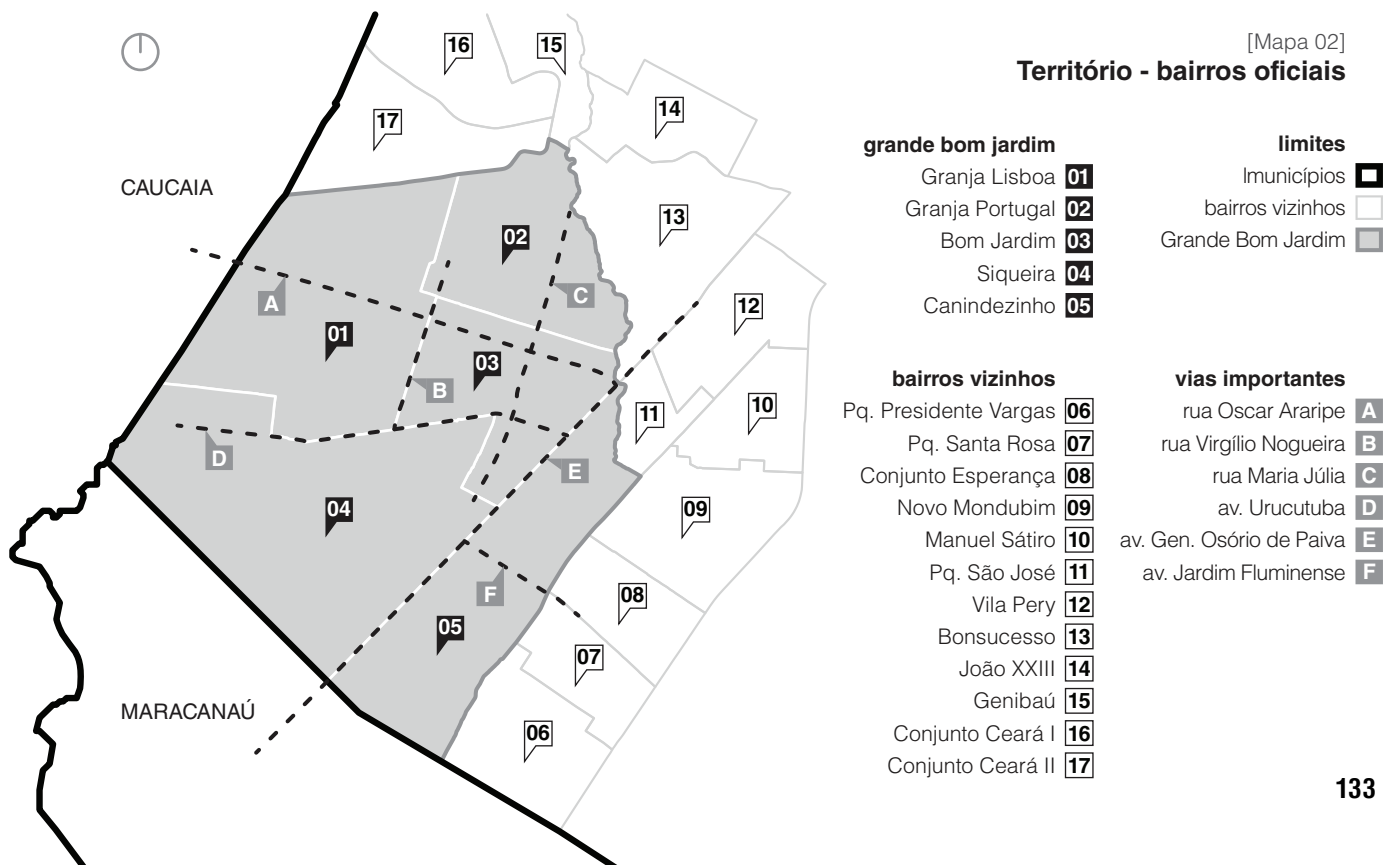 [Mapa 02]
Território - bairros oficiais
16
15
14
17
CAUCAIA
13
02
A
C
12
01
03
B
11
10
D
E
04
09
F
08
05
07
MARACANAÚ
06
grande bom jardim
Granja Lisboa 01
Granja Portugal 02
Bom Jardim 03
Siqueira 04
Canindezinho 05
limites
lmunicípios
bairros vizinhos
Grande Bom Jardim
bairros vizinhos
Pq. Presidente Vargas 06
Pq. Santa Rosa 07
Conjunto Esperança 08
Novo Mondubim 09
Manuel Sátiro 10
Pq. São José 11
Vila Pery 12
Bonsucesso 13
João XXIII 14
Genibaú 15
Conjunto Ceará I 16
Conjunto Ceará II 17
vias importantes
rua Oscar Araripe A
rua Virgílio Nogueira B
rua Maria Júlia C
av. Urucutuba D
av. Gen. Osório de Paiva E
av. Jardim Fluminense F
133